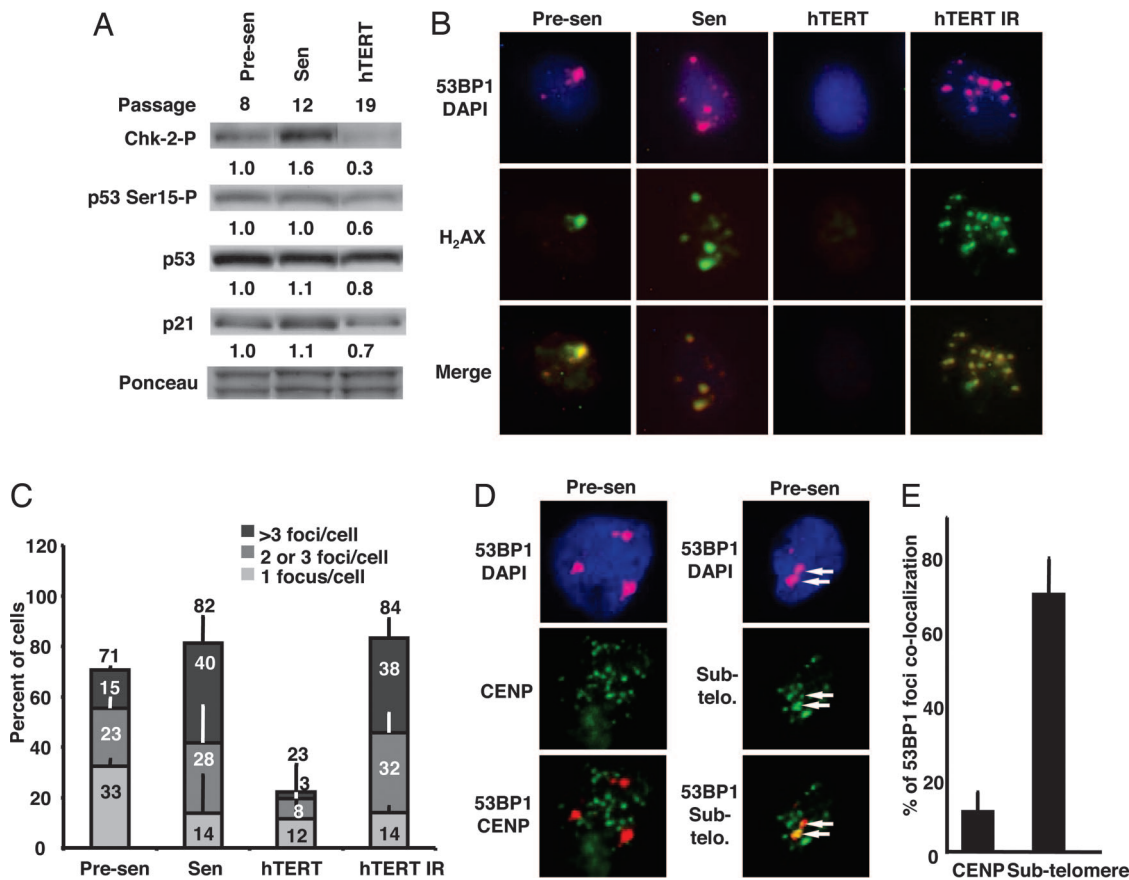 A
Pre-sen
Sen
hTERT
Passage 8 12 19
Chk-2-P
1.0 1.6 0.3
p53 Ser15-P
1.0 1.0 0.6
p53
1.0 1.1 0.8
p21
1.0 1.1 0.7
Ponceau
B
Pre-sen Sen hTERT hTERT IR
53BP1
DAPI
H2AX
Merge
C
>3 foci/cell
2 or 3 foci/cell
1 focus/cell
Percent of cells
120
100
80
60
40
20
0
71
15
23
33
82
40
28
14
23
3
8
12
84
38
32
14
Pre-sen Sen hTERT hTERT IR
D
Pre-sen
53BP1
DAPI
CENP
53BP1
CENP
Pre-sen
53BP1
DAPI
Sub-
telo.
53BP1
Sub-
telo.
E
% of 53BP1 foci co-localization
80
60
40
20
0
CENP Sub-telomere